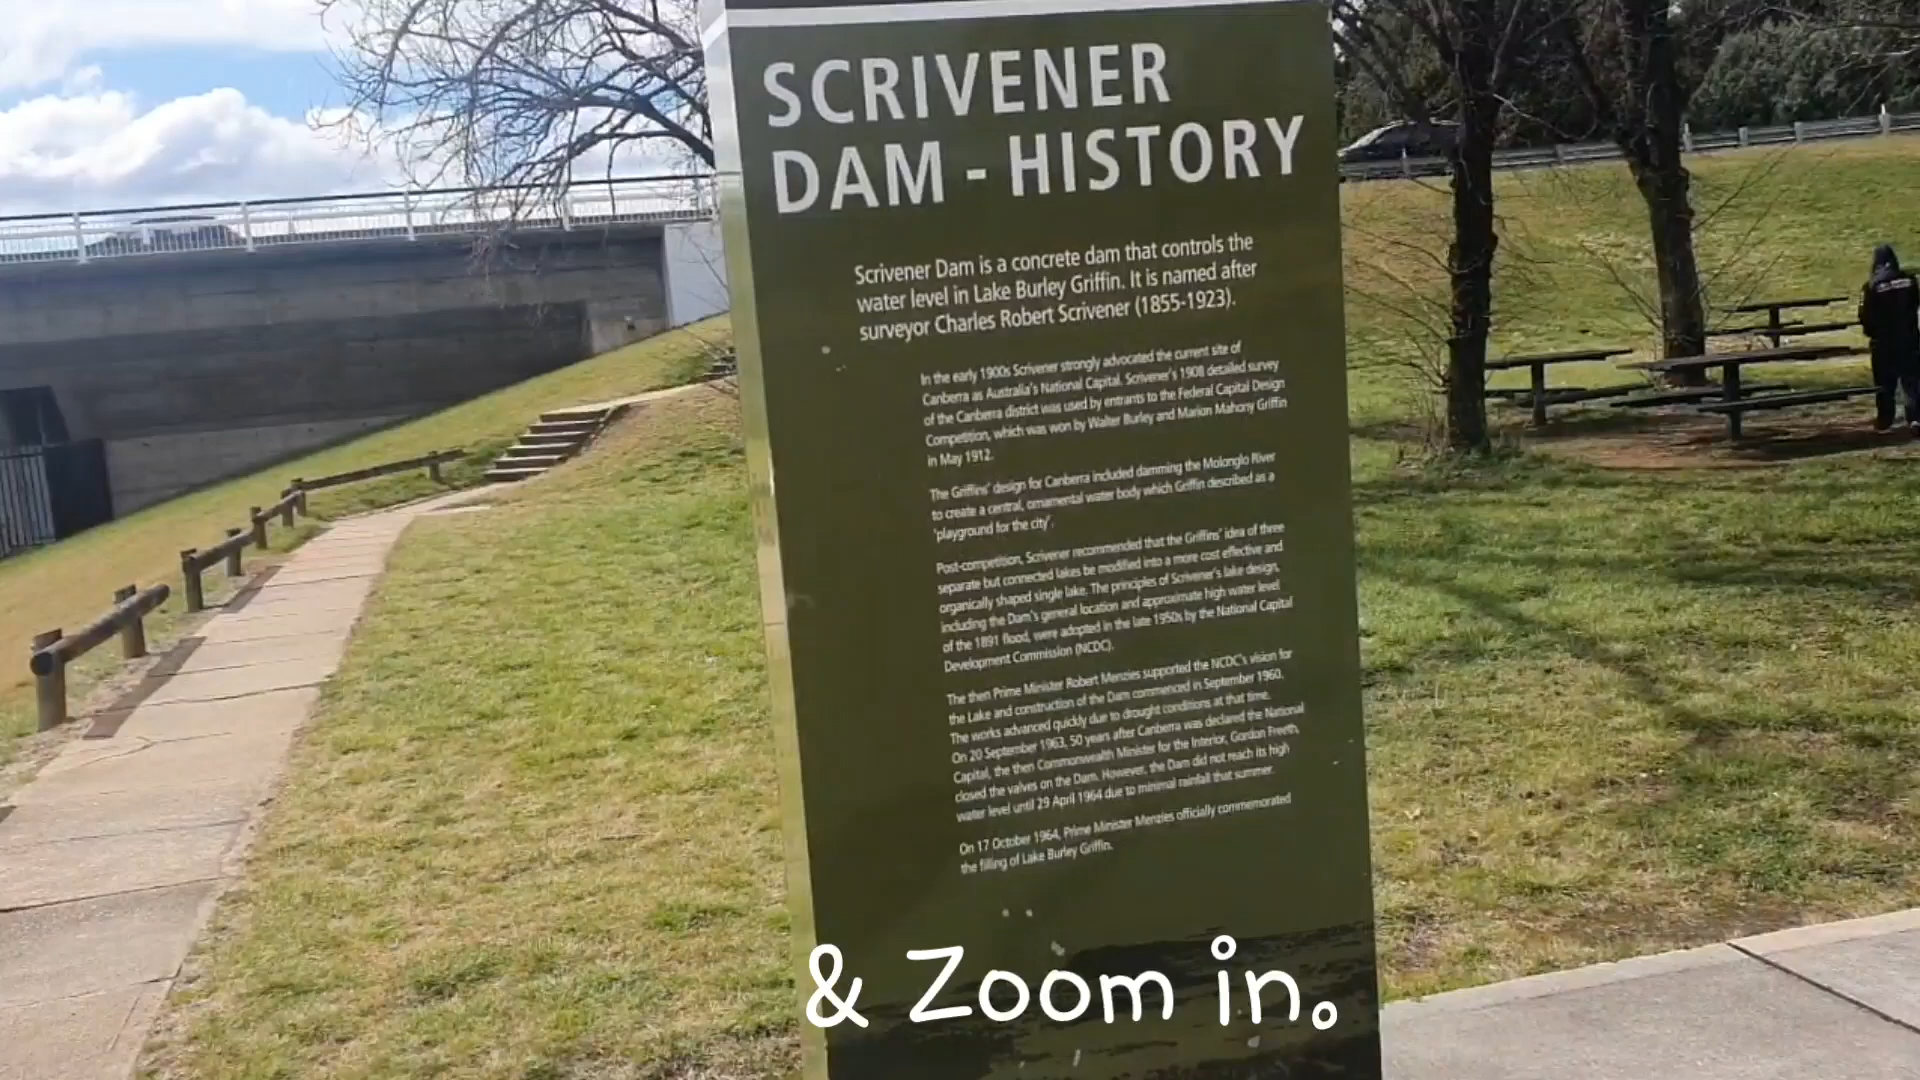 SCRIVENER
DAM - HISTORY
Scrivener Dam is a concrete dam that controls the
water level in Lake Burley Griffin. It is named after
surveyor Charles Robert Scrivener (1855-1923).
In the early 1900s Scrivener strongly advocated the current site of
Canberra as Australia's National Capital. Scrivener's 1908 detailed survey
of the Canberra district was used by entrants to the Federal Capital Design
Competition, which was won by Walter Burley and Marion Mahony Griffin
in May 1912.
The Griffins' design for Canberra included damming the Molonglo River
to create a central, ornamental water body which Griffin described as a
'playground for the city'.
Post-competition, Scrivener recommended that the Griffins' idea of three
separate but connected lakes be modified into a more cost effective and
organically shaped single lake. The principles of Scrivener's lake design,
including the Dam's general location and approximate high water level
of the 1891 flood, were adopted in the late 1950s by the National Capital
Development Commission (NCDC).
The then Prime Minister Robert Menzies supported the NCDC's vision for
the Lake and construction of the Dam commenced in September 1960.
The works advanced quickly due to drought conditions at that time.
On 20 September 1963, 50 years after Canberra was declared the National
Capital, the then Commonwealth Minister for the Interior, Gordon Freeth,
closed the valves on the Dam. However, the Dam did not reach its high
water level until 29 April 1964 due to minimal rainfall that summer.
On 17 October 1964, Prime Minister Menzies officially commemorated
the filling of Lake Burley Griffin.
& Zoom in.